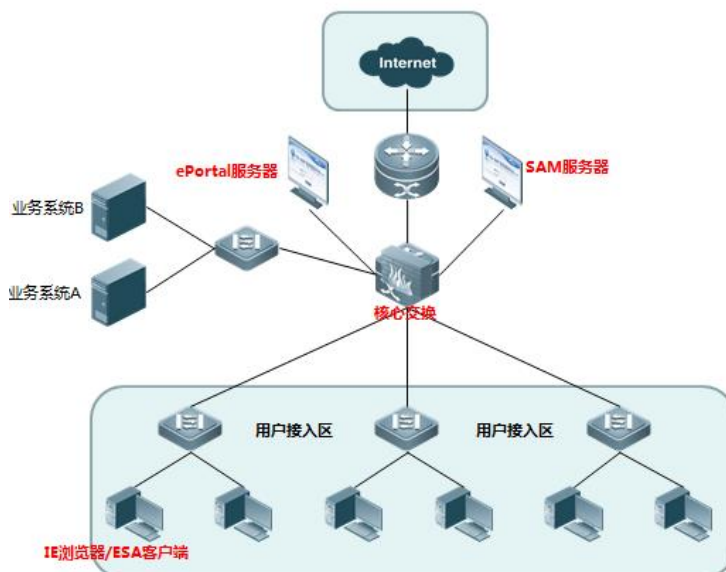 Internet
ePortal服务器
SAM服务器
业务系统B
业务系统A
核心交换
用户接入区
用户接入区
IE浏览器/ESA客户端